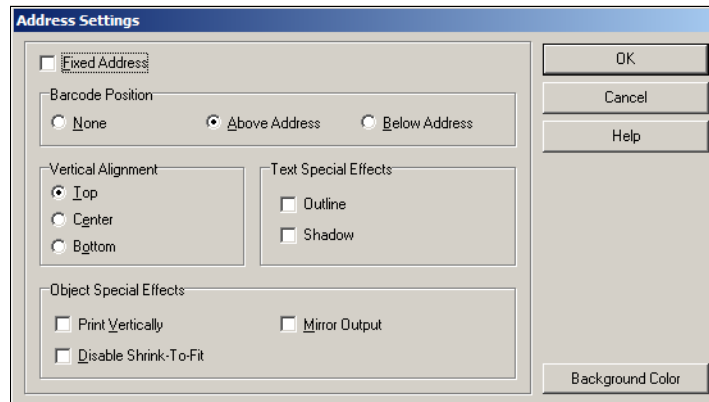 Address Settings
Fixed Address
OK
Barcode Position
Cancel
None Above Address Below Address
Help
Vertical Alignment Text Special Effects
Top
Outline
Center
Shadow
Bottom
Object Special Effects
Print Vertically Mirror Output
Disable Shrink-To-Fit
Background Color